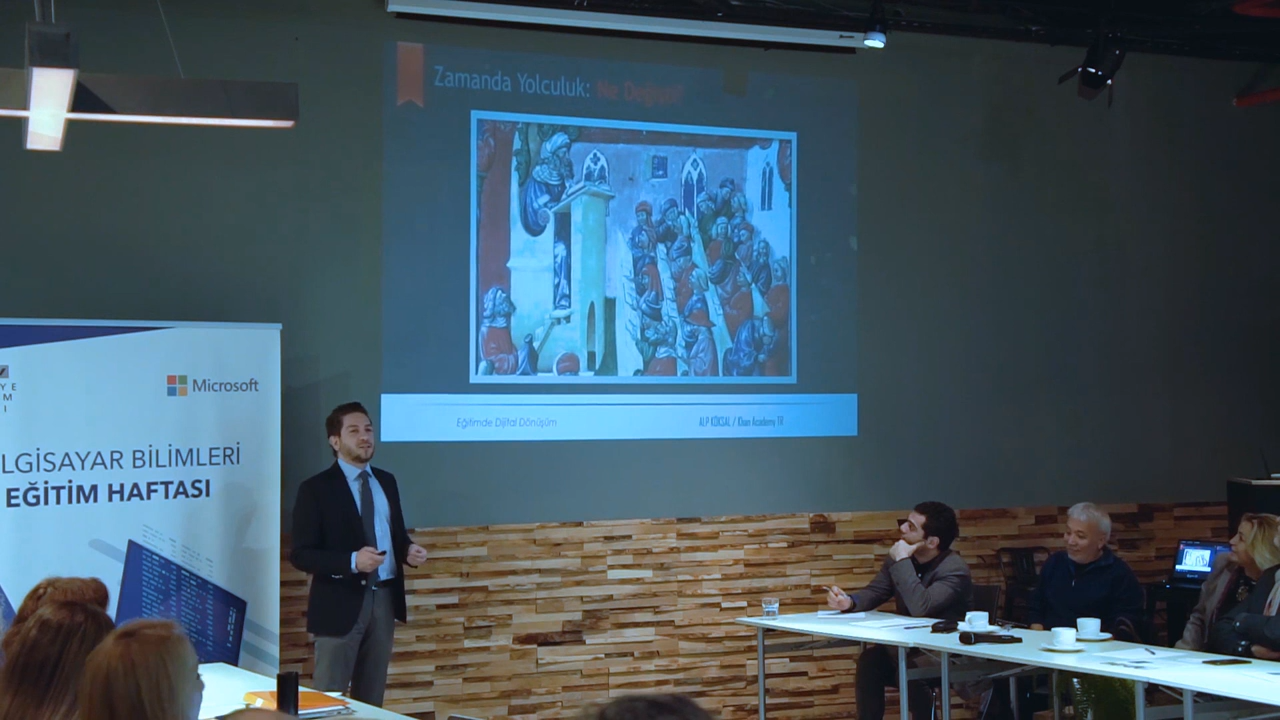 Zamanda Yolculuk: Ne Değişti?
Eğitimde Dijital Dönüşüm
ALP KÖKSAL / Khan Academy TR
Microsoft
LGİSAYAR BİLİMLERİ
EĞİTİM HAFTASI